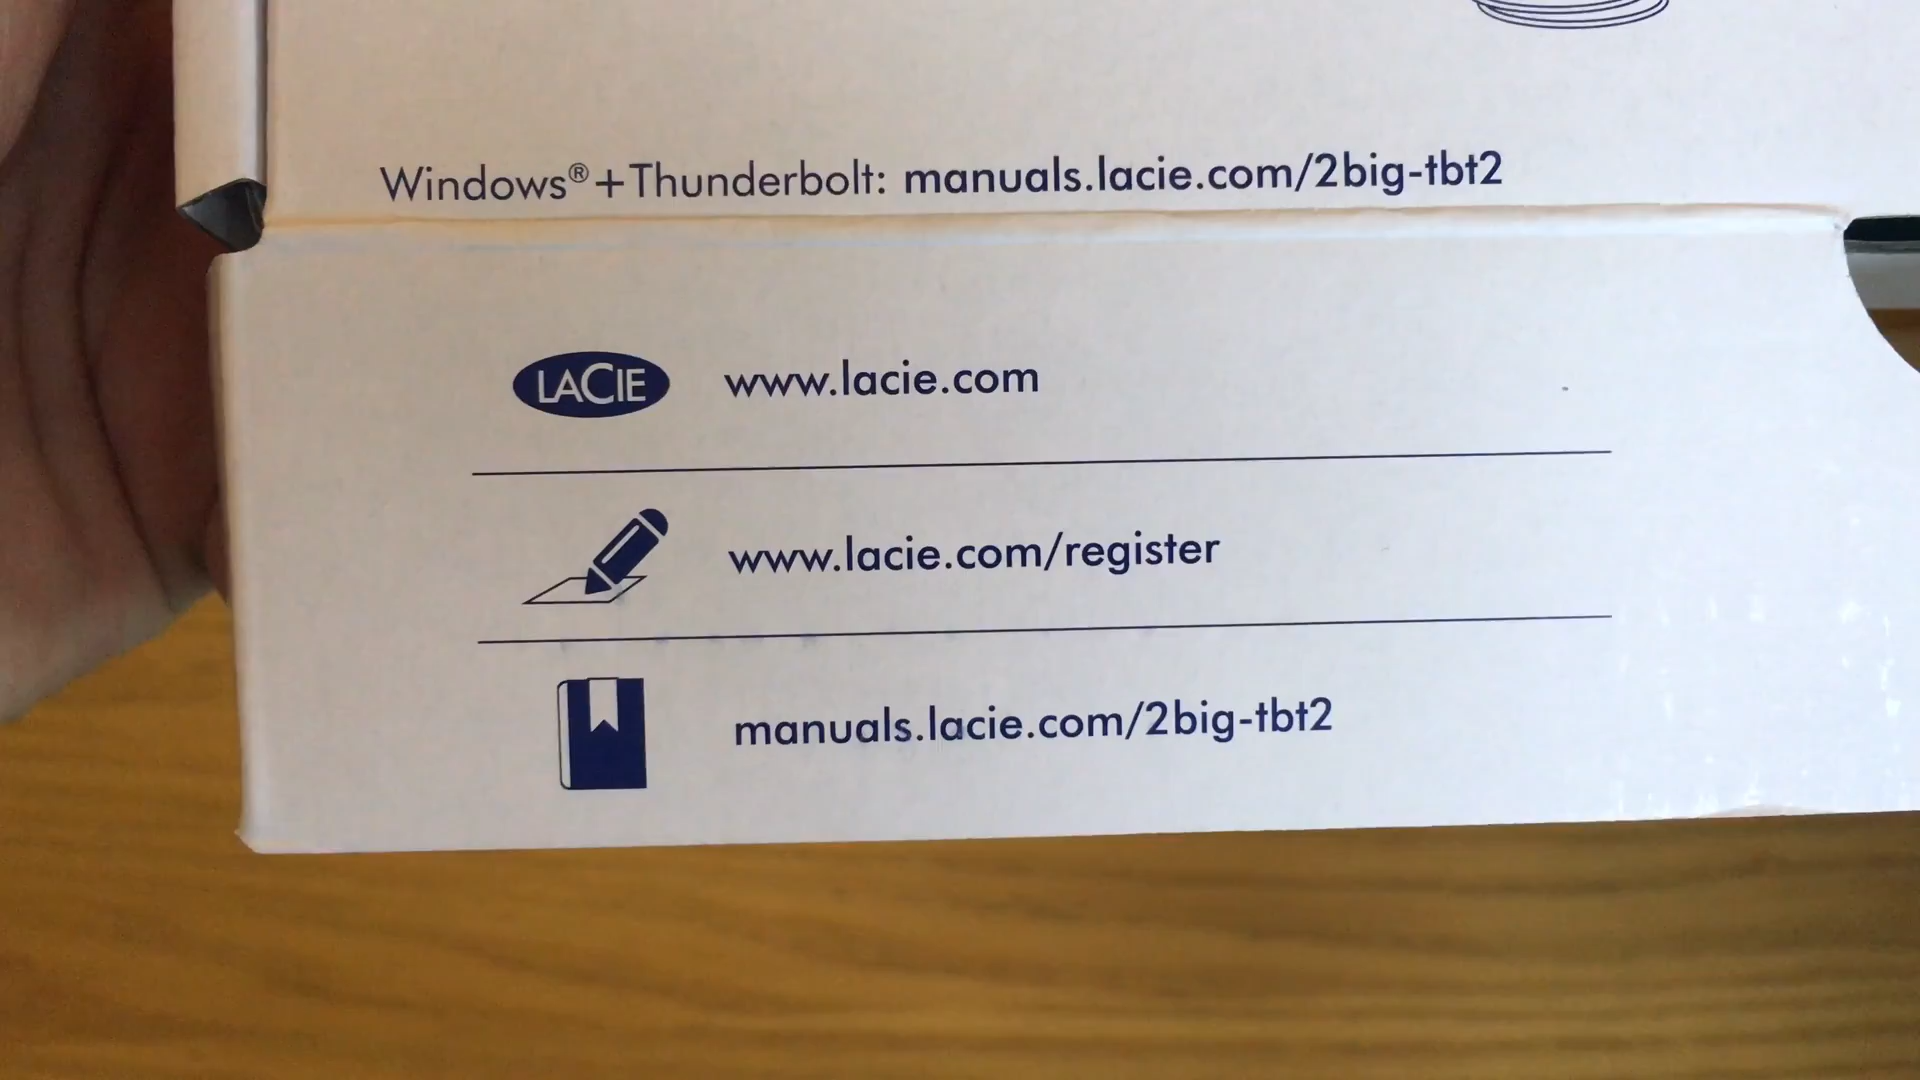 Windows®+Thunderbolt: manuals.lacie.com/2big-tbt2
LACIE www.lacie.com
www.lacie.com/register
manuals.lacie.com/2big-tbt2